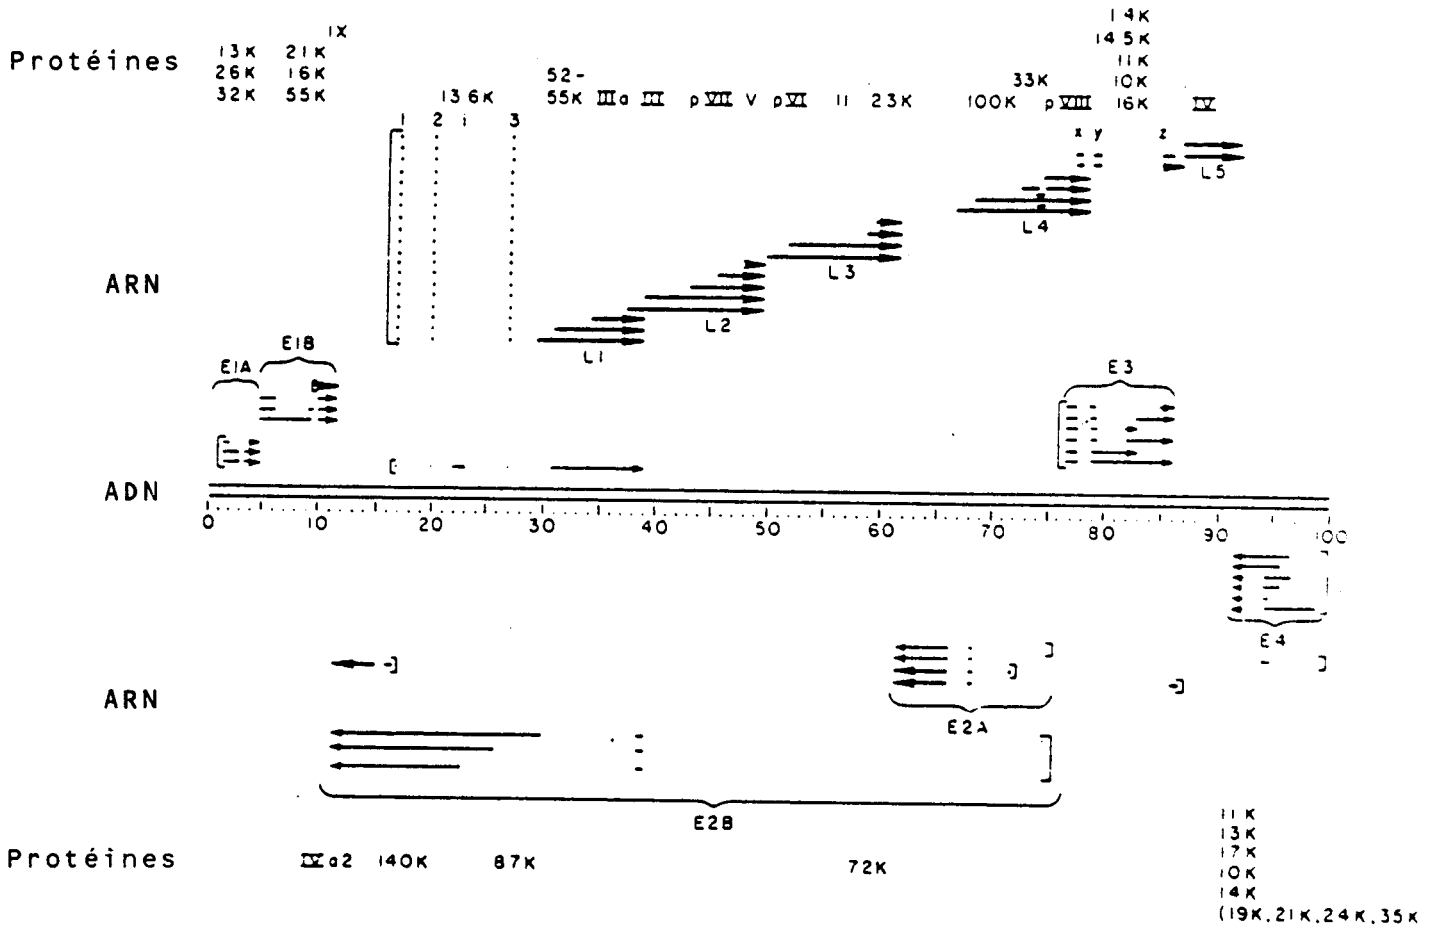 14K
IX
14.5K
Protéines 13K 21K 11K
26K 16K 52- 33K 10K
32K 55K 13.6K 55K IIIa III pVII V pVI II 23K 100K pVIII 16K IV
1 2 i 3 x y z
L5
L4
ARN
L3
L2
E1B L1
E1A E3
ADN
0 10 20 30 40 50 60 70 80 90 100
E4
ARN
E2A
E2B
11K
13K
Protéines IVa2 140K 87K 72K 17K
10K
14K
(19K,21K,24K,35K